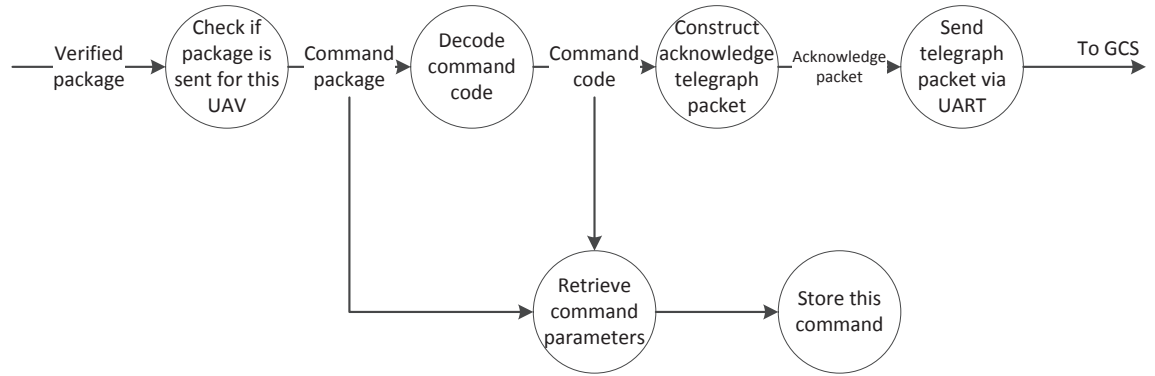 Verified
package
Check if
package is
sent for this
UAV
Command
package
Decode
command
code
Command
code
Construct
acknowledge
telegraph
packet
Acknowledge
packet
Send
telegraph
packet via
UART
To GCS
Retrieve
command
parameters
Store this
command